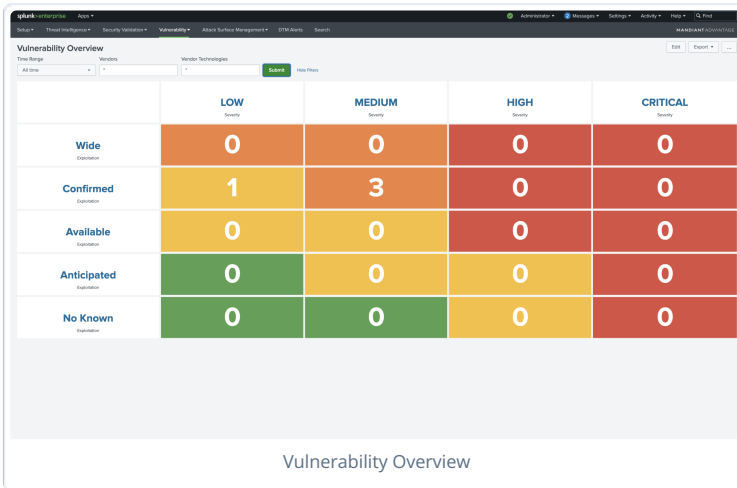 splunk>enterprise Apps ▾ Administrator ▾ 2 Messages ▾ Settings ▾ Activity ▾ Help ▾ Find
Setup ▾ Threat Intelligence ▾ Security Validation ▾ Vulnerability ▾ Attack Surface Management ▾ DTM Alerts Search MANDIANT ADVANTAGE
Vulnerability Overview Edit Export ▾ ...
Time Range Vendors Vendor Technologies
All time * * Submit Hide Filters
LOW MEDIUM HIGH CRITICAL
Severity Severity Severity Severity
Wide 0 0 0 0
Exploitation
Confirmed 1 3 0 0
Exploitation
Available 0 0 0 0
Exploitation
Anticipated 0 0 0 0
Exploitation
No Known 0 0 0 0
Exploitation
Vulnerability Overview